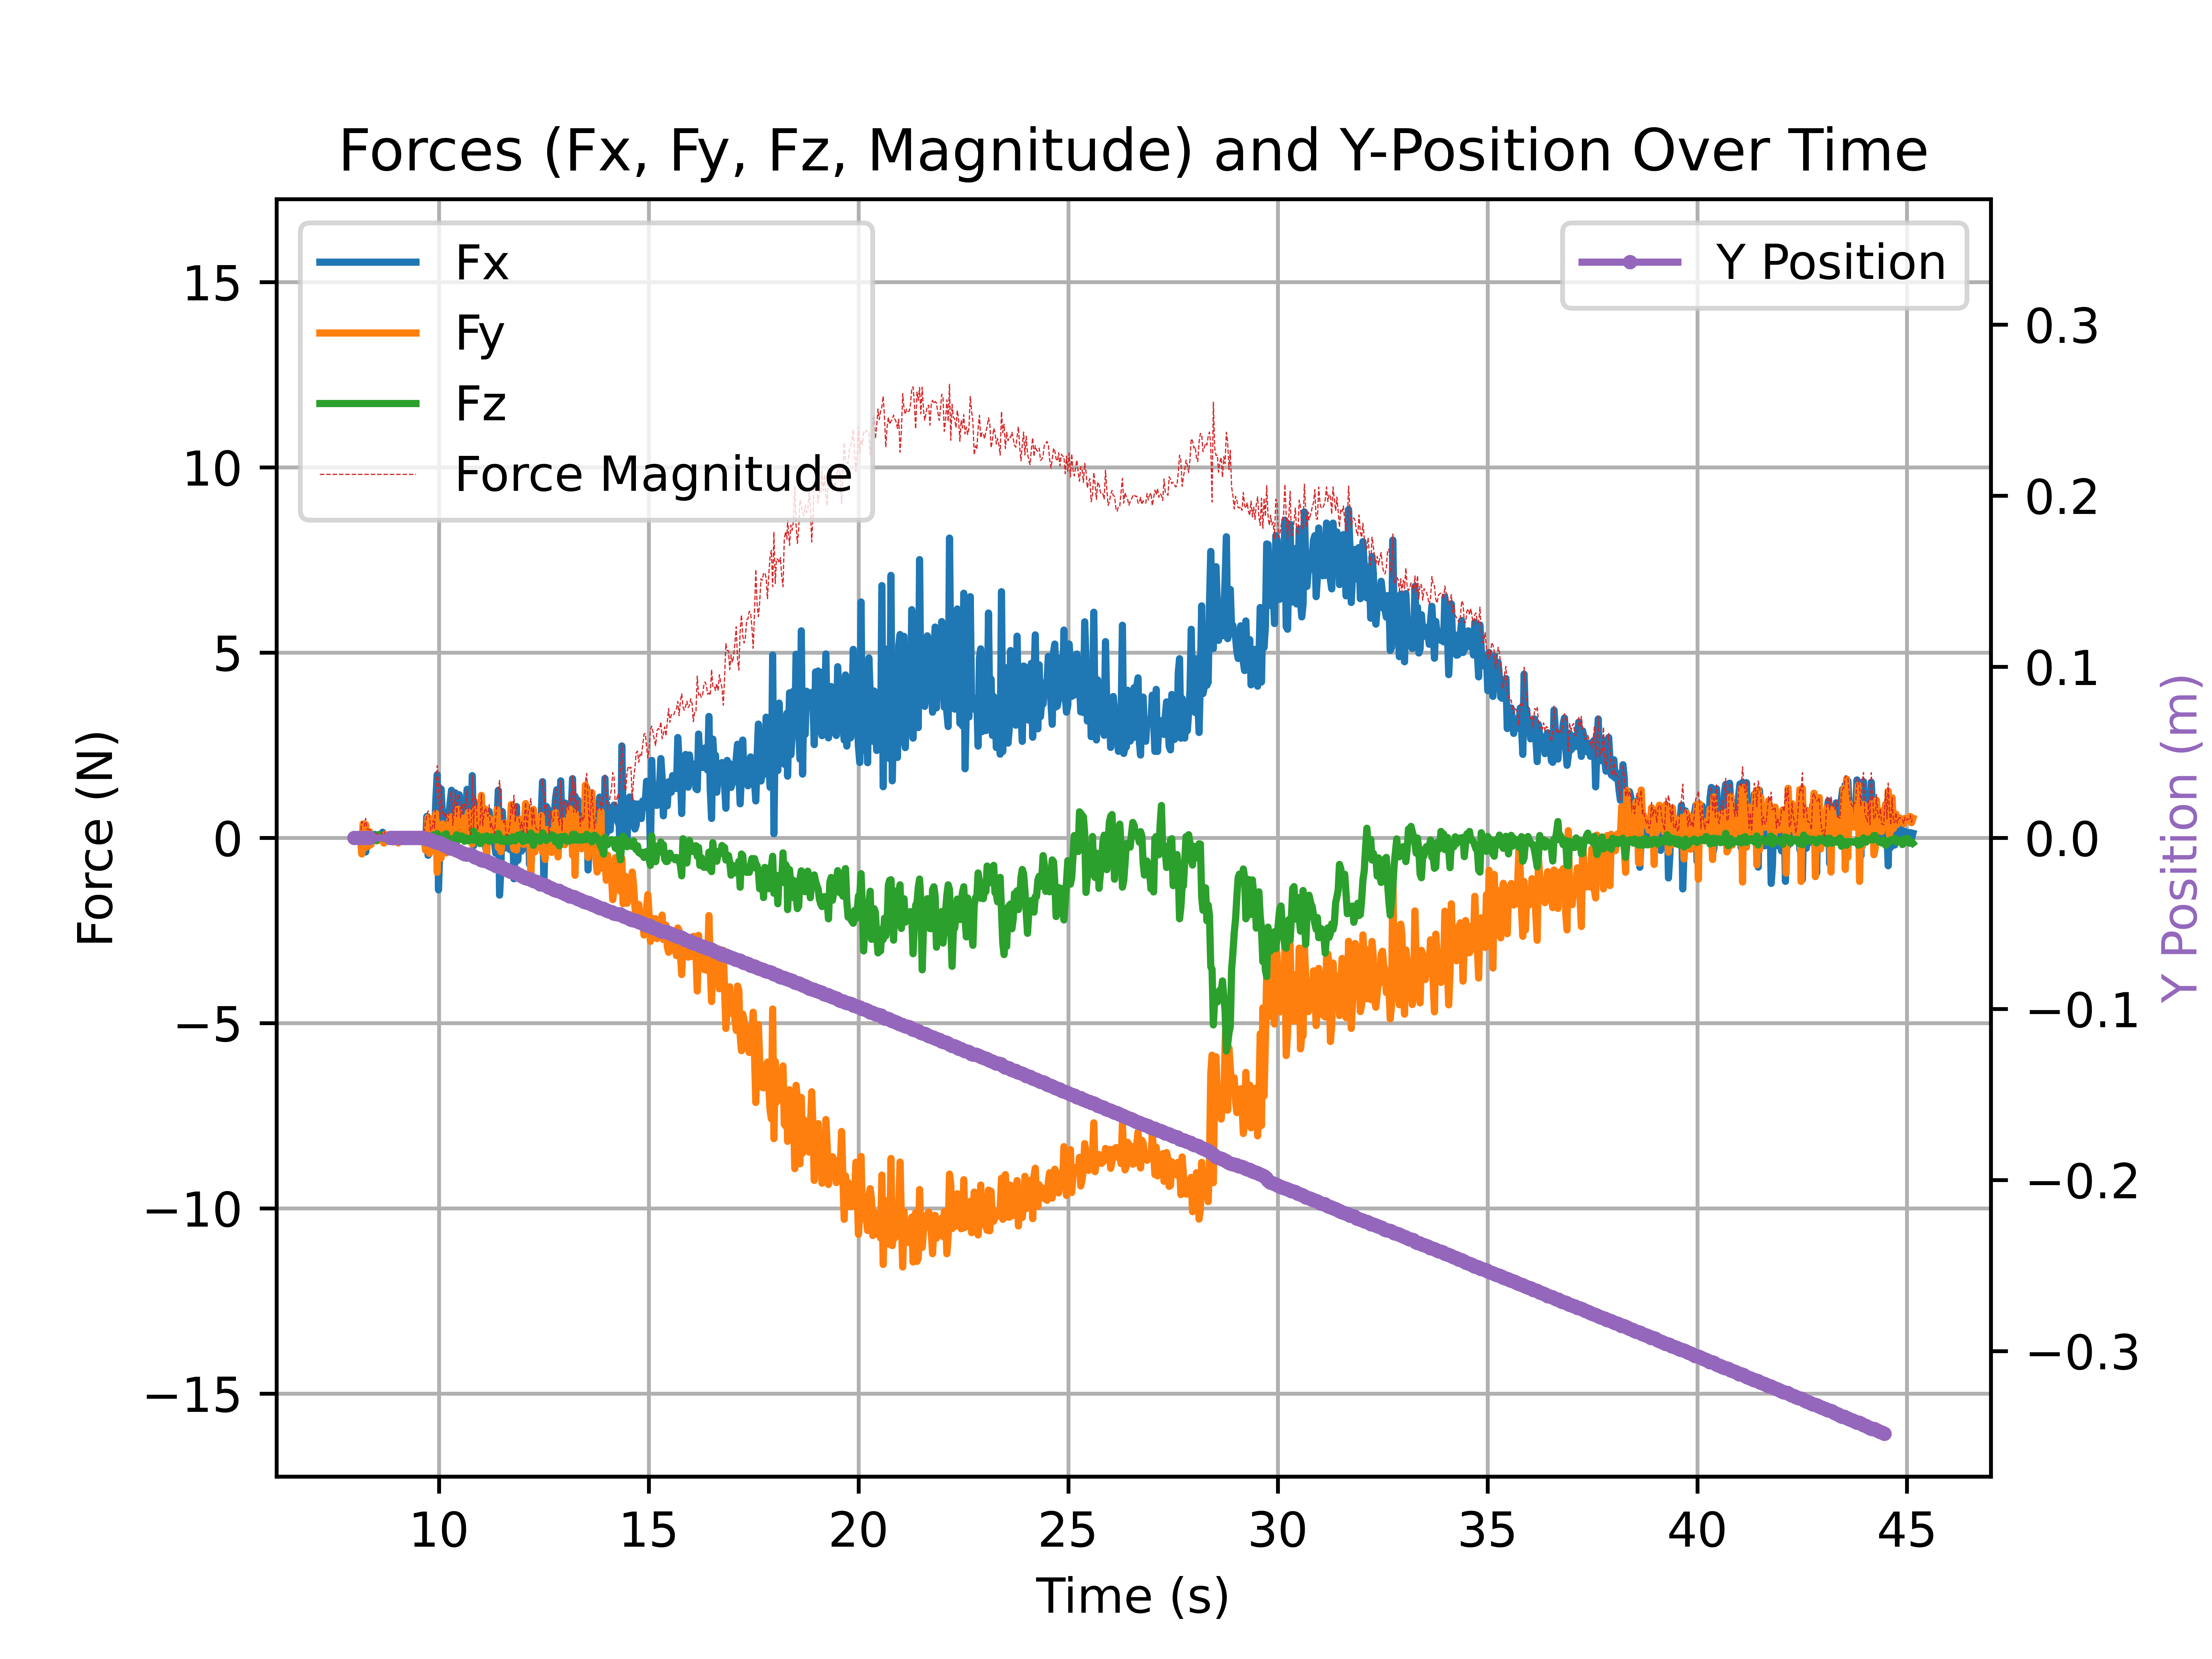 Forces (Fx, Fy, Fz, Magnitude) and Y-Position Over Time
Fx
Fy
Fz
Force Magnitude
Y Position
15
10
5
0
−5
−10
−15
Force (N)
0.3
0.2
0.1
0.0
−0.1
−0.2
−0.3
Y Position (m)
10 15 20 25 30 35 40 45
Time (s)